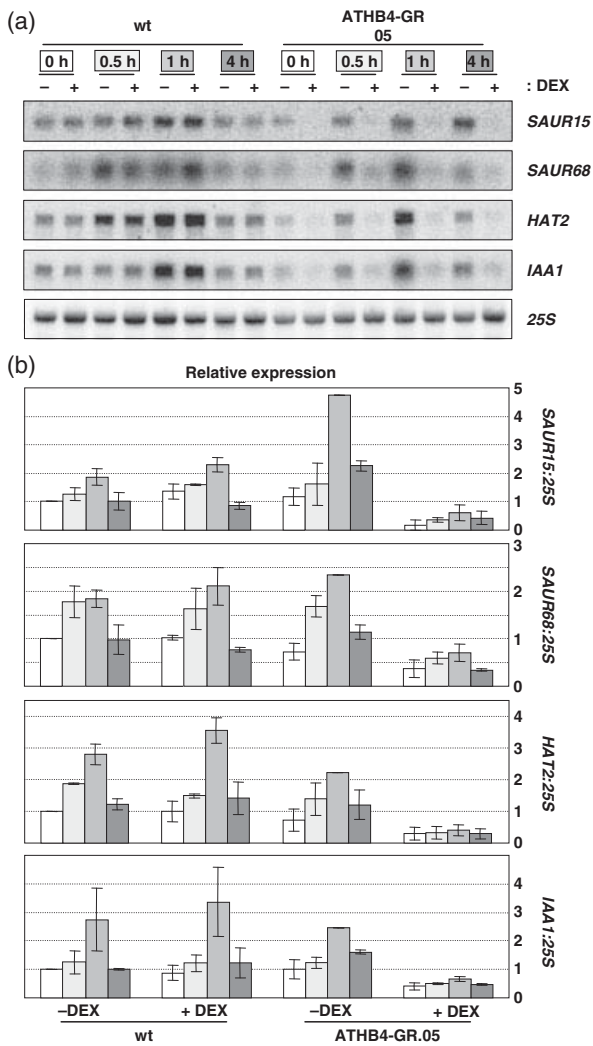 (a)
wt ATHB4-GR
05
0 h 0.5 h 1 h 4 h 0 h 0.5 h 1 h 4 h
– + – + – + – + – + – + – + – + : DEX
SAUR15
SAUR68
HAT2
IAA1
25S
(b)
Relative expression
5
4
3
2
1
0
SAUR15:25S
3
2
1
0
SAUR68:25S
4
3
2
1
0
HAT2:25S
4
3
2
1
0
IAA1:25S
–DEX + DEX –DEX + DEX
wt ATHB4-GR.05